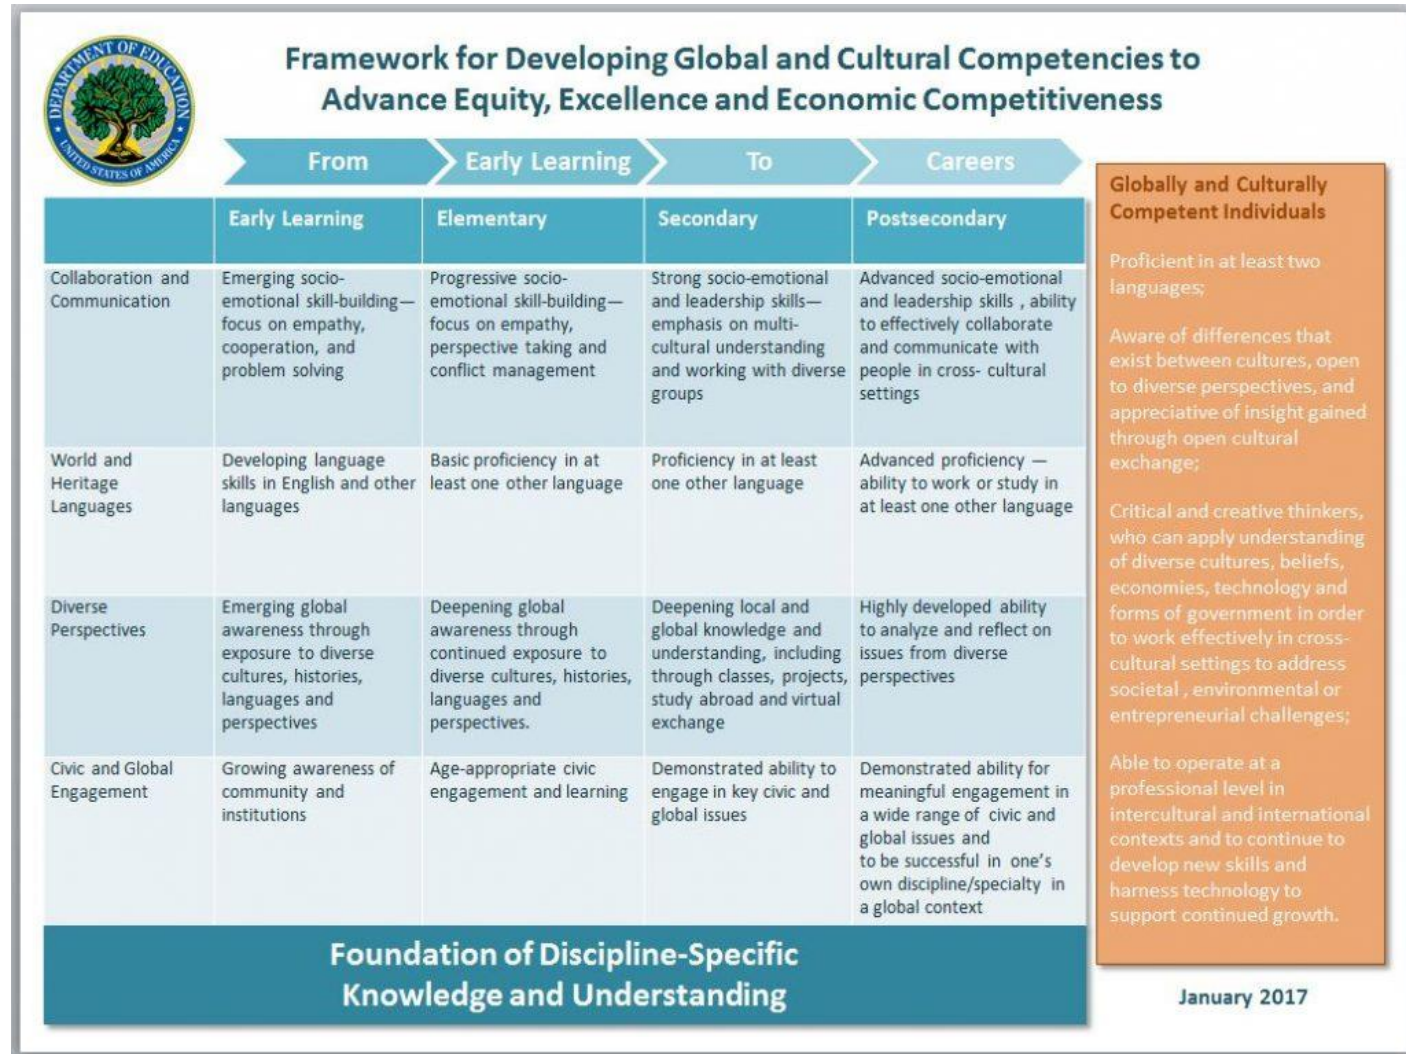 DEPARTMENT OF EDUCATION
UNITED STATES OF AMERICA
Framework for Developing Global and Cultural Competencies to
Advance Equity, Excellence and Economic Competitiveness
From
Early Learning
To
Careers
Early Learning
Elementary
Secondary
Postsecondary
Collaboration and
Communication
Emerging socio-
emotional skill-building—
focus on empathy,
cooperation, and
problem solving
Progressive socio-
emotional skill-building—
focus on empathy,
perspective taking and
conflict management
Strong socio-emotional
and leadership skills—
emphasis on multi-
cultural understanding
and working with diverse
groups
Advanced socio-emotional
and leadership skills , ability
to effectively collaborate
and communicate with
people in cross- cultural
settings
World and
Heritage
Languages
Developing language
skills in English and other
languages
Basic proficiency in at
least one other language
Proficiency in at least
one other language
Advanced proficiency —
ability to work or study in
at least one other language
Diverse
Perspectives
Emerging global
awareness through
exposure to diverse
cultures, histories,
languages and
perspectives
Deepening global
awareness through
continued exposure to
diverse cultures, histories,
languages and
perspectives.
Deepening local and
global knowledge and
understanding, including
through classes, projects,
study abroad and virtual
exchange
Highly developed ability
to analyze and reflect on
issues from diverse
perspectives
Civic and Global
Engagement
Growing awareness of
community and
institutions
Age-appropriate civic
engagement and learning
Demonstrated ability to
engage in key civic and
global issues
Demonstrated ability for
meaningful engagement in
a wide range of civic and
global issues and
to be successful in one's
own discipline/specialty in
a global context
Foundation of Discipline-Specific
Knowledge and Understanding
Globally and Culturally
Competent Individuals
Proficient in at least two
languages;
Aware of differences that
exist between cultures, open
to diverse perspectives, and
appreciative of insight gained
through open cultural
exchange;
Critical and creative thinkers,
who can apply understanding
of diverse cultures, beliefs,
economies, technology and
forms of government in order
to work effectively in cross-
cultural settings to address
societal , environmental or
entrepreneurial challenges;
Able to operate at a
professional level in
intercultural and international
contexts and to continue to
develop new skills and
harness technology to
support continued growth.
January 2017